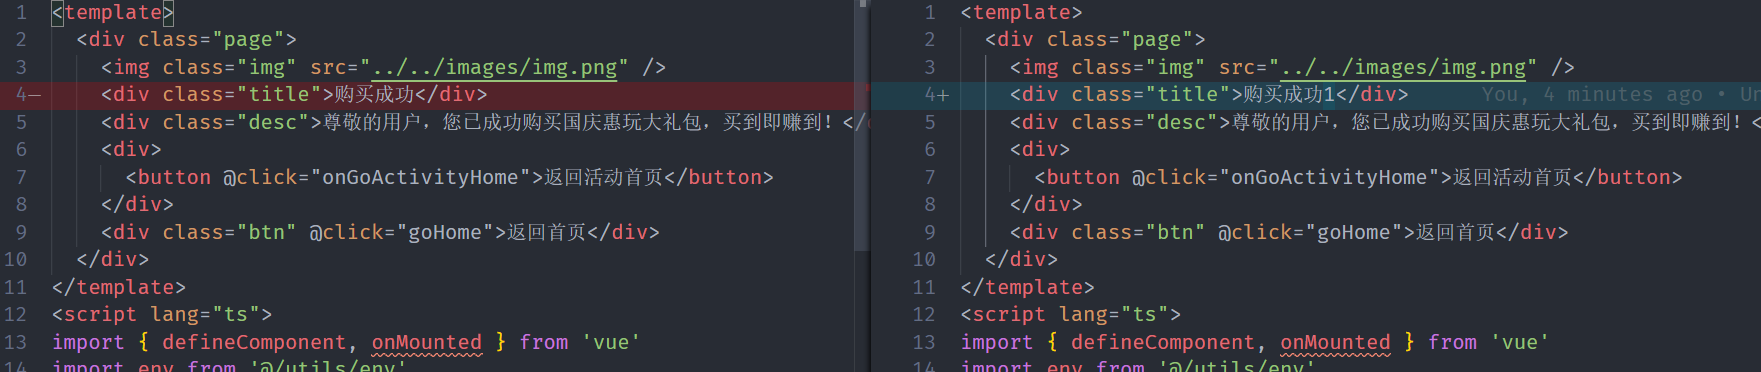 1 <template>
2 <div class="page">
3 <img class="img" src="../../images/img.png" />
4— <div class="title">购买成功</div>
5 <div class="desc">尊敬的用户，您已成功购买国庆惠玩大礼包，买到即赚到！</
6 <div>
7 <button @click="onGoActivityHome">返回活动首页</button>
8 </div>
9 <div class="btn" @click="goHome">返回首页</div>
10 </div>
11 </template>
12 <script lang="ts">
13 import { defineComponent, onMounted } from 'vue'
14 import env from '@/utils/env'
1 <template>
2 <div class="page">
3 <img class="img" src="../../images/img.png" />
4+ <div class="title">购买成功1</div> You, 4 minutes ago • Un
5 <div class="desc">尊敬的用户，您已成功购买国庆惠玩大礼包，买到即赚到！<
6 <div>
7 <button @click="onGoActivityHome">返回活动首页</button>
8 </div>
9 <div class="btn" @click="goHome">返回首页</div>
10 </div>
11 </template>
12 <script lang="ts">
13 import { defineComponent, onMounted } from 'vue'
14 import env from '@/utils/env'